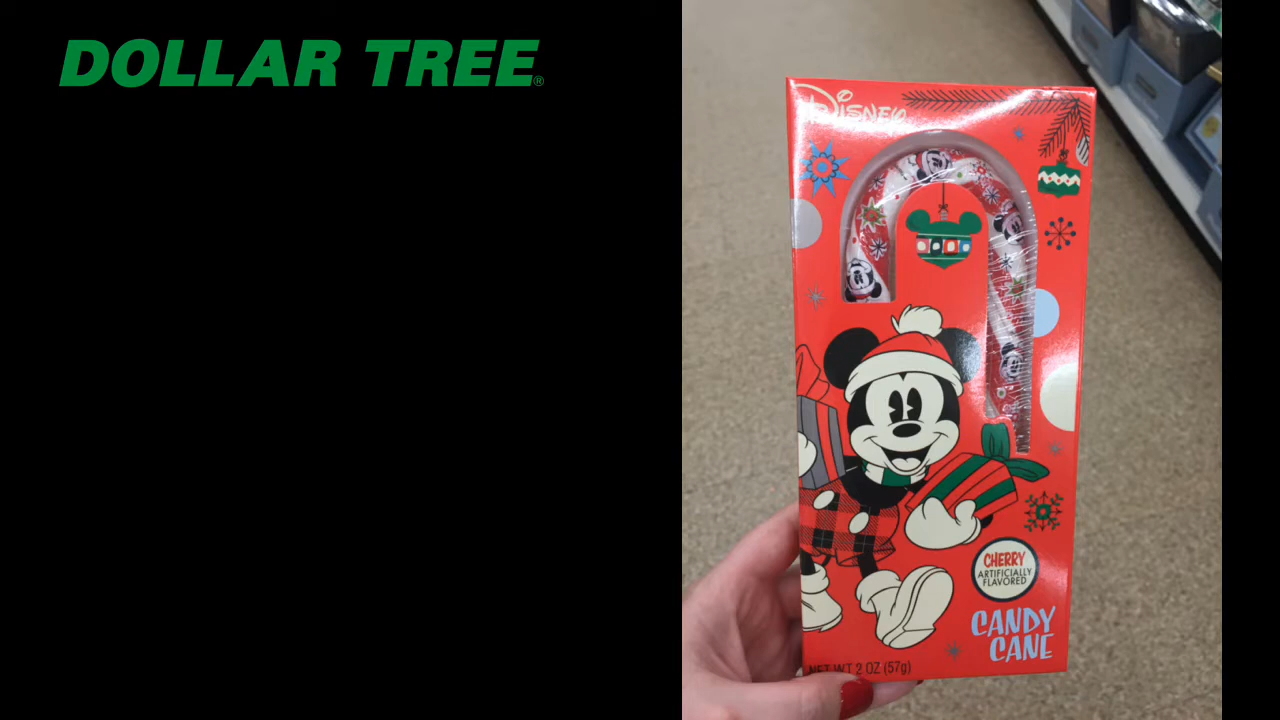 DOLLAR TREE®
Disney
CHERRY
ARTIFICIALLY
FLAVORED
CANDY
CANE
NET WT 2 OZ (57g)